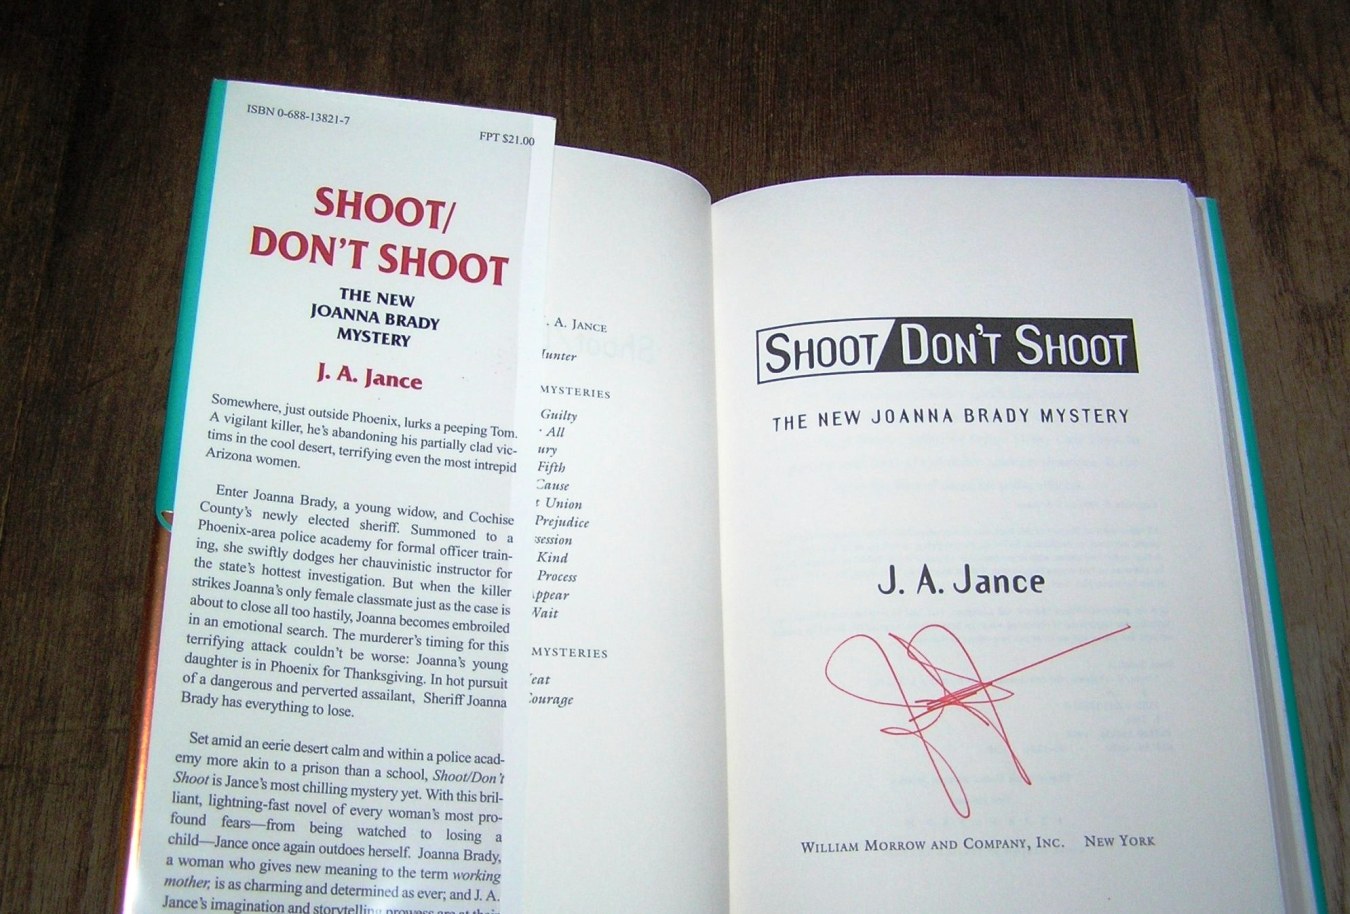 ISBN 0-688-13821-7
FPT $21.00
SHOOT/
DON'T SHOOT
THE NEW
JOANNA BRADY
MYSTERY
J. A. Jance
Somewhere, just outside Phoenix, lurks a peeping Tom.
A vigilant killer, he's abandoning his partially clad vic-
tims in the cool desert, terrifying even the most intrepid
Arizona women.
Enter Joanna Brady, a young widow, and Cochise
County's newly elected sheriff. Summoned to a
Phoenix-area police academy for formal officer train-
ing, she swiftly dodges her chauvinistic instructor for
the state's hottest investigation. But when the killer
strikes Joanna's only female classmate just as the case is
about to close all too hastily, Joanna becomes embroiled
in an emotional search. The murderer's timing for this
terrifying attack couldn't be worse: Joanna's young
daughter is in Phoenix for Thanksgiving. In hot pursuit
of a dangerous and perverted assailant, Sheriff Joanna
Brady has everything to lose.
Set amid an eerie desert calm and within a police acad-
emy more akin to a prison than a school, Shoot/Don't
Shoot is Jance's most chilling mystery yet. With this bril-
liant, lightning-fast novel of every woman's most pro-
found fears—from being watched to losing a
child—Jance once again outdoes herself. Joanna Brady,
a woman who gives new meaning to the term working
mother, is as charming and determined as ever; and J. A.
Jance's imagination and storytelling
. A. JANCE
unter
MYSTERIES
Guilty
All
ury
Fifth
Cause
t Union
Prejudice
session
Kind
Process
ppear
Wait
MYSTERIES
eat
ourage
SHOOT/DON'T SHOOT
THE NEW JOANNA BRADY MYSTERY
J. A. Jance
WILLIAM MORROW AND COMPANY, INC. NEW YORK